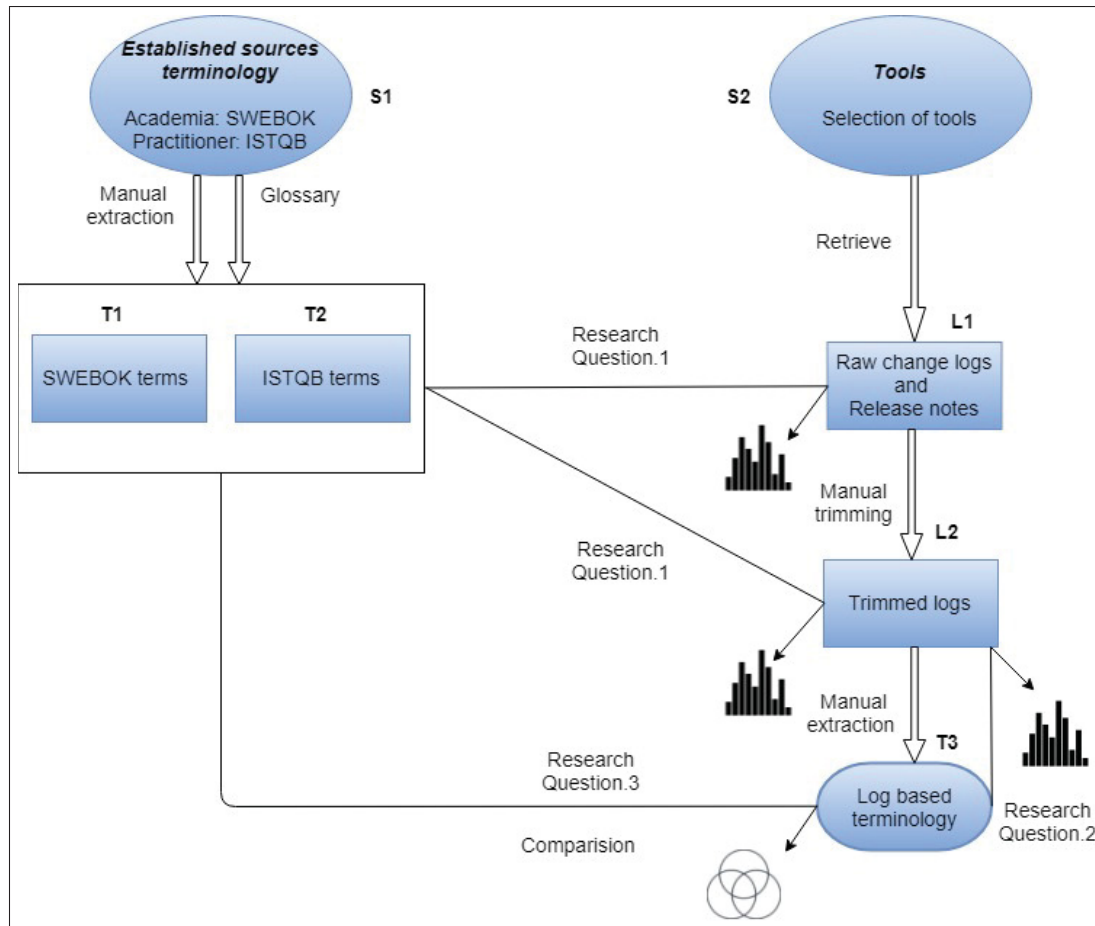 Established sources
terminology
Academia: SWEBOK
Practitioner: ISTQB
S1
S2
Tools
Selection of tools
Manual
extraction
Glossary
Retrieve
T1
T2
SWEBOK terms
ISTQB terms
L1
Research
Question.1
Raw change logs
and
Release notes
Manual
trimming
L2
Research
Question.1
Trimmed logs
Manual
extraction
T3
Research
Question.3
Log based
terminology
Research
Question.2
Comparision